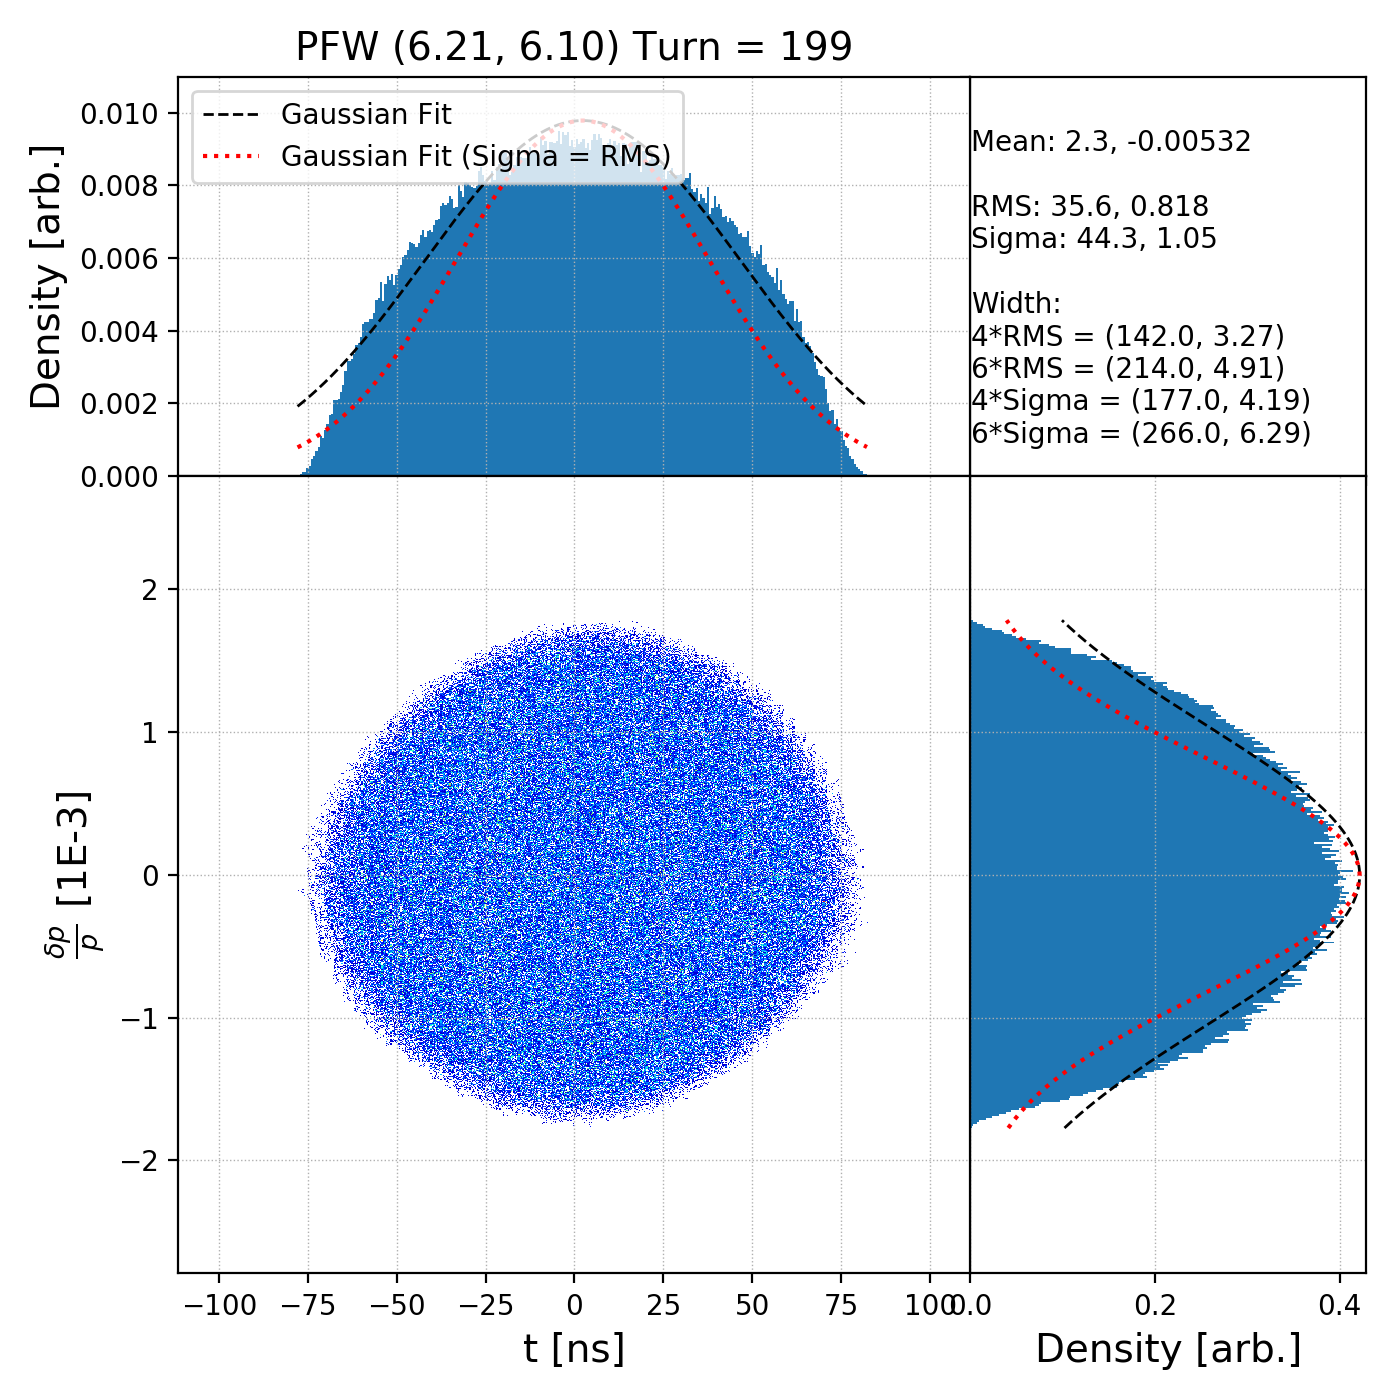 PFW (6.21, 6.10) Turn = 199
Gaussian Fit
Gaussian Fit (Sigma = RMS)
Density [arb.]
0.010
0.008
0.006
0.004
0.002
0.000
Mean: 2.3, -0.00532
RMS: 35.6, 0.818
Sigma: 44.3, 1.05
Width:
4*RMS = (142.0, 3.27)
6*RMS = (214.0, 4.91)
4*Sigma = (177.0, 4.19)
6*Sigma = (266.0, 6.29)
δp/p [1E-3]
2
1
0
−1
−2
−100 −75 −50 −25 0 25 50 75 100
t [ns]
0.0 0.2 0.4
Density [arb.]